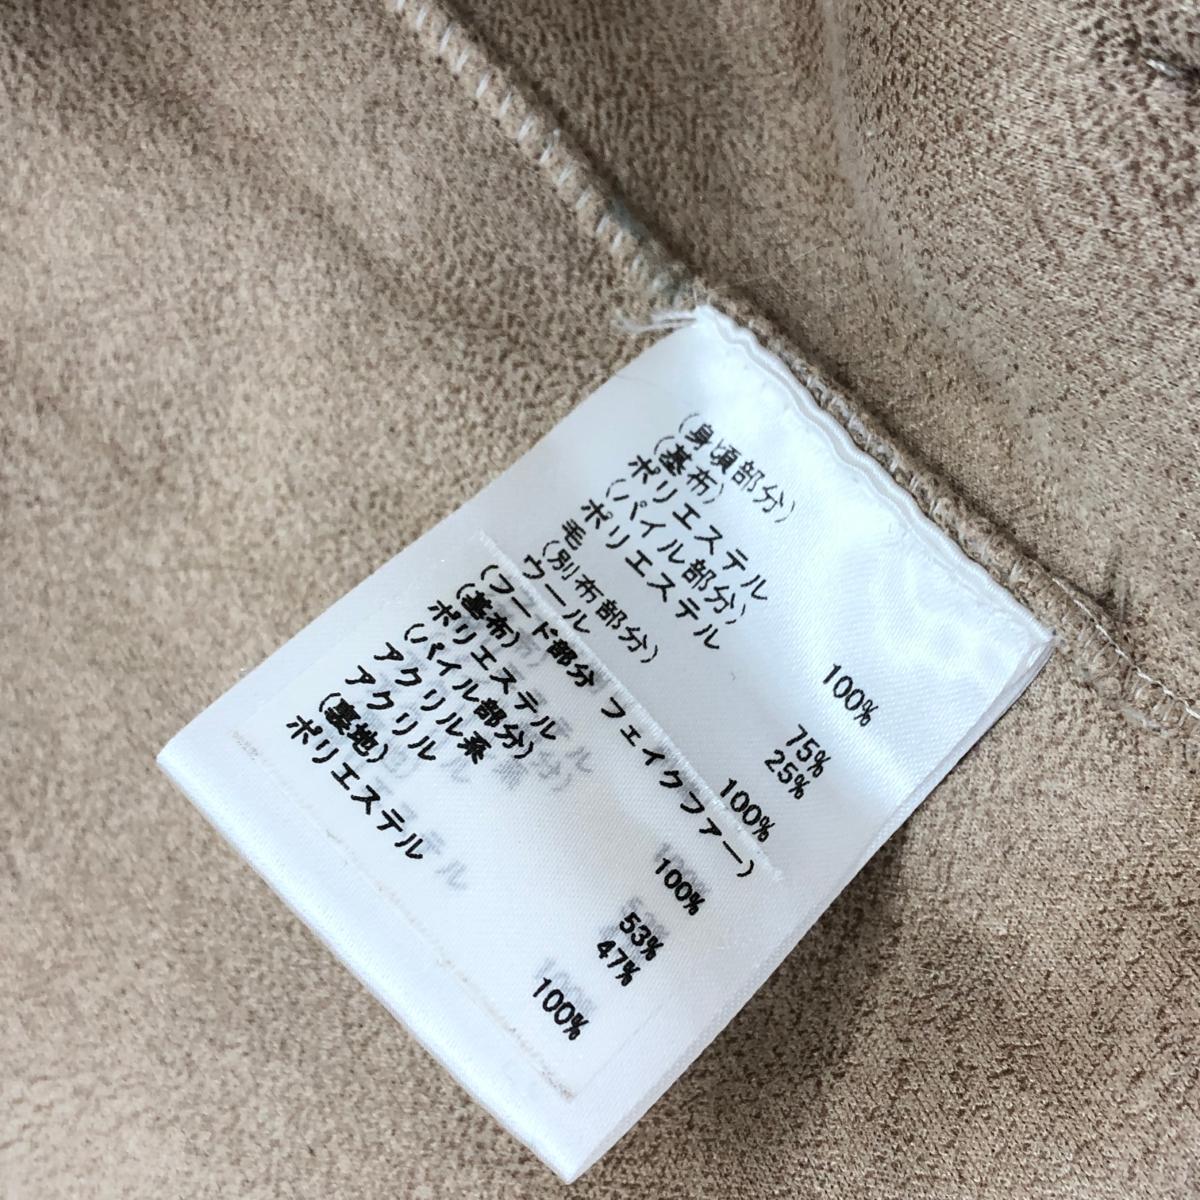 (身頃部分)
(基布)
ポリエステル 100%
(パイル部分)
ポリエステル 75%
毛 25%
(別布部分)
ウール 100%
(フード部分 フェイクファー)
(基布)
ポリエステル 100%
(パイル部分)
アクリル系 53%
アクリル 47%
(裏地)
ポリエステル 100%